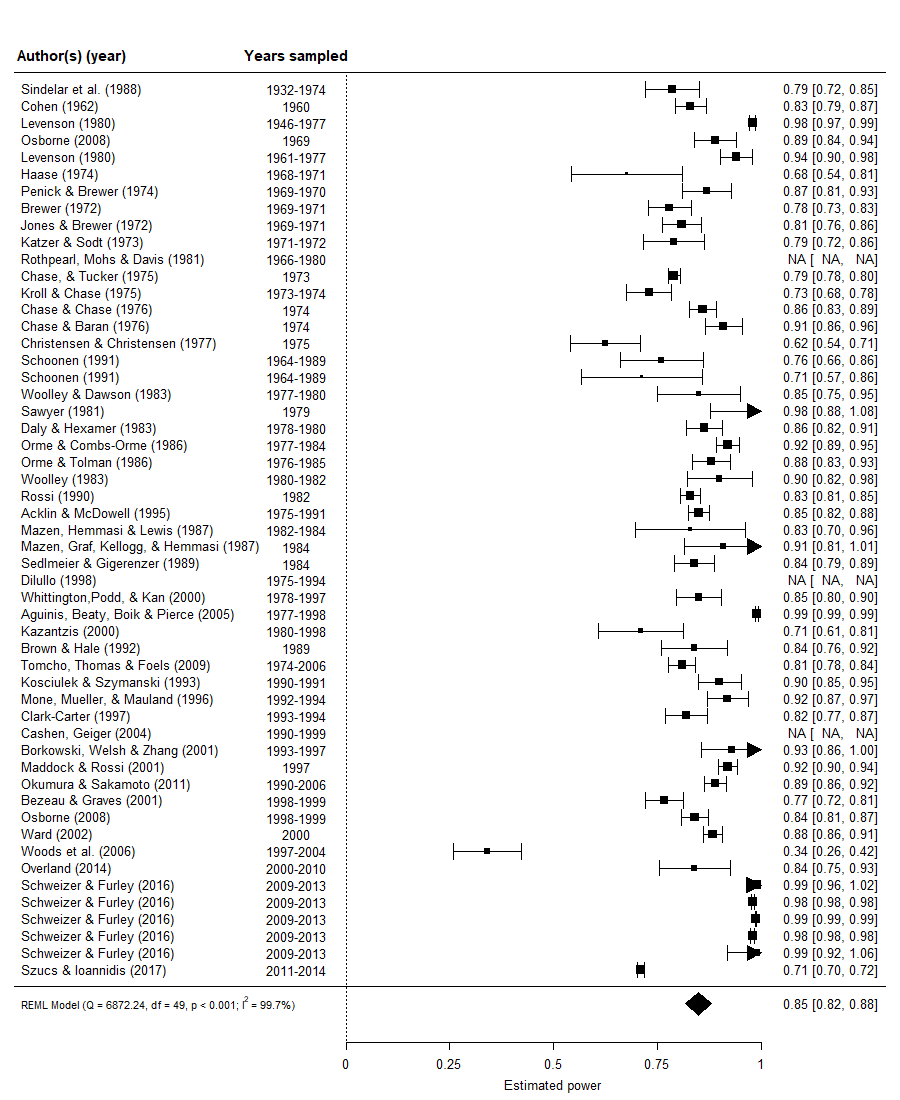 Author(s) (year) Years sampled
Sindelar et al. (1988) 1932-1974 0.79 [0.72, 0.85]
Cohen (1962) 1960 0.83 [0.79, 0.87]
Levenson (1980) 1946-1977 0.98 [0.97, 0.99]
Osborne (2008) 1969 0.89 [0.84, 0.94]
Levenson (1980) 1961-1977 0.94 [0.90, 0.98]
Haase (1974) 1968-1971 0.68 [0.54, 0.81]
Penick & Brewer (1974) 1969-1970 0.87 [0.81, 0.93]
Brewer (1972) 1969-1971 0.78 [0.73, 0.83]
Jones & Brewer (1972) 1969-1971 0.81 [0.76, 0.86]
Katzer & Sodt (1973) 1971-1972 0.79 [0.72, 0.86]
Rothpearl, Mohs & Davis (1981) 1966-1980 NA [ NA, NA]
Chase, & Tucker (1975) 1973 0.79 [0.78, 0.80]
Kroll & Chase (1975) 1973-1974 0.73 [0.68, 0.78]
Chase & Chase (1976) 1974 0.86 [0.83, 0.89]
Chase & Baran (1976) 1974 0.91 [0.86, 0.96]
Christensen & Christensen (1977) 1975 0.62 [0.54, 0.71]
Schoonen (1991) 1964-1989 0.76 [0.66, 0.86]
Schoonen (1991) 1964-1989 0.71 [0.57, 0.86]
Woolley & Dawson (1983) 1977-1980 0.85 [0.75, 0.95]
Sawyer (1981) 1979 0.98 [0.88, 1.08]
Daly & Hexamer (1983) 1978-1980 0.86 [0.82, 0.91]
Orme & Combs-Orme (1986) 1977-1984 0.92 [0.89, 0.95]
Orme & Tolman (1986) 1976-1985 0.88 [0.83, 0.93]
Woolley (1983) 1980-1982 0.90 [0.82, 0.98]
Rossi (1990) 1982 0.83 [0.81, 0.85]
Acklin & McDowell (1995) 1975-1991 0.85 [0.82, 0.88]
Mazen, Hemmasi & Lewis (1987) 1982-1984 0.83 [0.70, 0.96]
Mazen, Graf, Kellogg, & Hemmasi (1987) 1984 0.91 [0.81, 1.01]
Sedlmeier & Gigerenzer (1989) 1984 0.84 [0.79, 0.89]
Dilullo (1998) 1975-1994 NA [ NA, NA]
Whittington,Podd, & Kan (2000) 1978-1997 0.85 [0.80, 0.90]
Aguinis, Beaty, Boik & Pierce (2005) 1977-1998 0.99 [0.99, 0.99]
Kazantzis (2000) 1980-1998 0.71 [0.61, 0.81]
Brown & Hale (1992) 1989 0.84 [0.76, 0.92]
Tomcho, Thomas & Foels (2009) 1974-2006 0.81 [0.78, 0.84]
Kosciulek & Szymanski (1993) 1990-1991 0.90 [0.85, 0.95]
Mone, Mueller, & Mauland (1996) 1992-1994 0.92 [0.87, 0.97]
Clark-Carter (1997) 1993-1994 0.82 [0.77, 0.87]
Cashen, Geiger (2004) 1990-1999 NA [ NA, NA]
Borkowski, Welsh & Zhang (2001) 1993-1997 0.93 [0.86, 1.00]
Maddock & Rossi (2001) 1997 0.92 [0.90, 0.94]
Okumura & Sakamoto (2011) 1990-2006 0.89 [0.86, 0.92]
Bezeau & Graves (2001) 1998-1999 0.77 [0.72, 0.81]
Osborne (2008) 1998-1999 0.84 [0.81, 0.87]
Ward (2002) 2000 0.88 [0.86, 0.91]
Woods et al. (2006) 1997-2004 0.34 [0.26, 0.42]
Overland (2014) 2000-2010 0.84 [0.75, 0.93]
Schweizer & Furley (2016) 2009-2013 0.99 [0.96, 1.02]
Schweizer & Furley (2016) 2009-2013 0.98 [0.98, 0.98]
Schweizer & Furley (2016) 2009-2013 0.99 [0.99, 0.99]
Schweizer & Furley (2016) 2009-2013 0.98 [0.98, 0.98]
Schweizer & Furley (2016) 2009-2013 0.99 [0.92, 1.06]
Szucs & Ioannidis (2017) 2011-2014 0.71 [0.70, 0.72]
REML Model (Q = 6872.24, df = 49, p < 0.001; I² = 99.7%) 0.85 [0.82, 0.88]
0 0.25 0.5 0.75 1
Estimated power